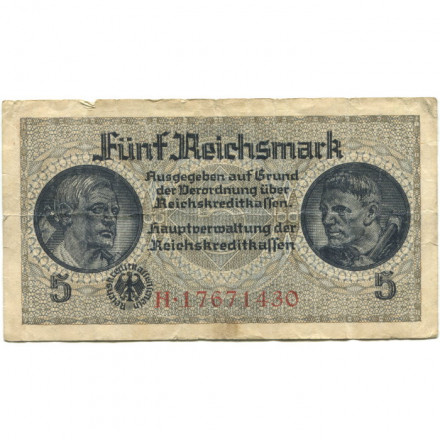 Fünf Reichsmark
Ausgegeben auf Grund
der Verordnung über
Reichskreditkassen.
Hauptverwaltung der
Reichskreditkassen
5
5
H·17671430